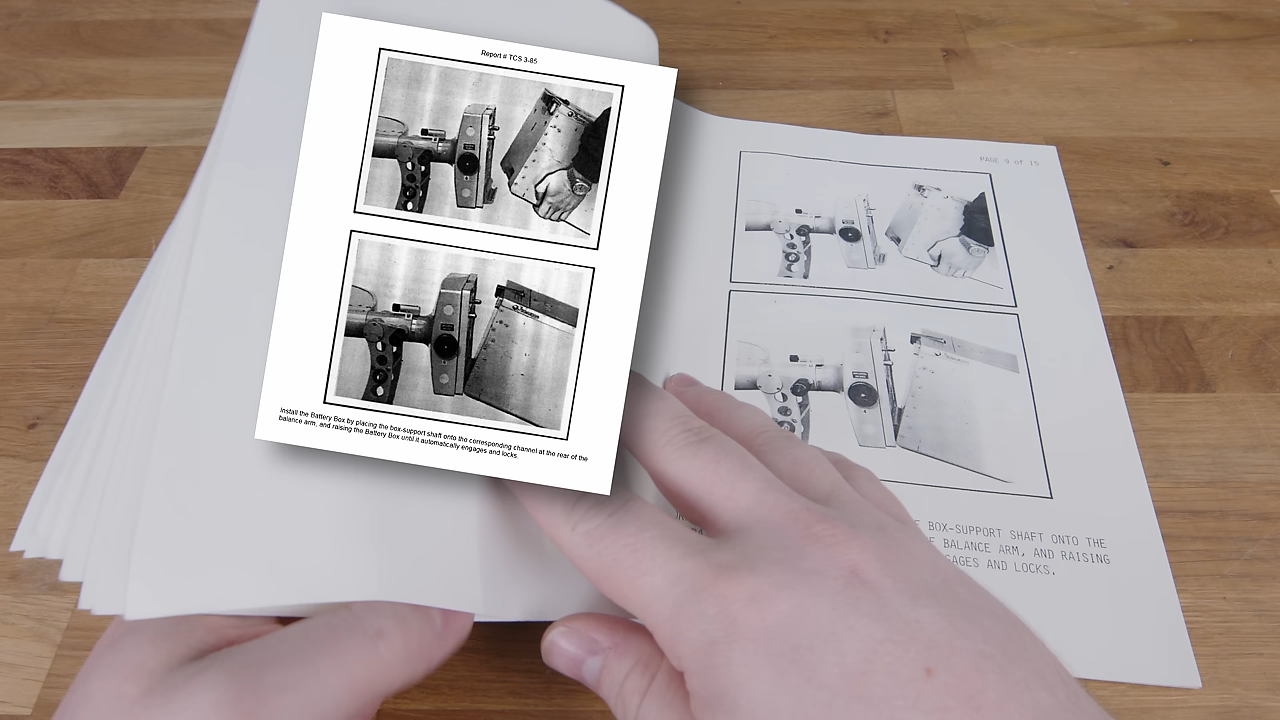 Report # TCS 3-85
Install the Battery Box by placing the box-support shaft onto the corresponding channel at the rear of the
balance arm, and raising the Battery Box until it automatically engages and locks.
PAGE 9 of 15
BOX-SUPPORT SHAFT ONTO THE
BALANCE ARM, AND RAISING
AND LOCKS.